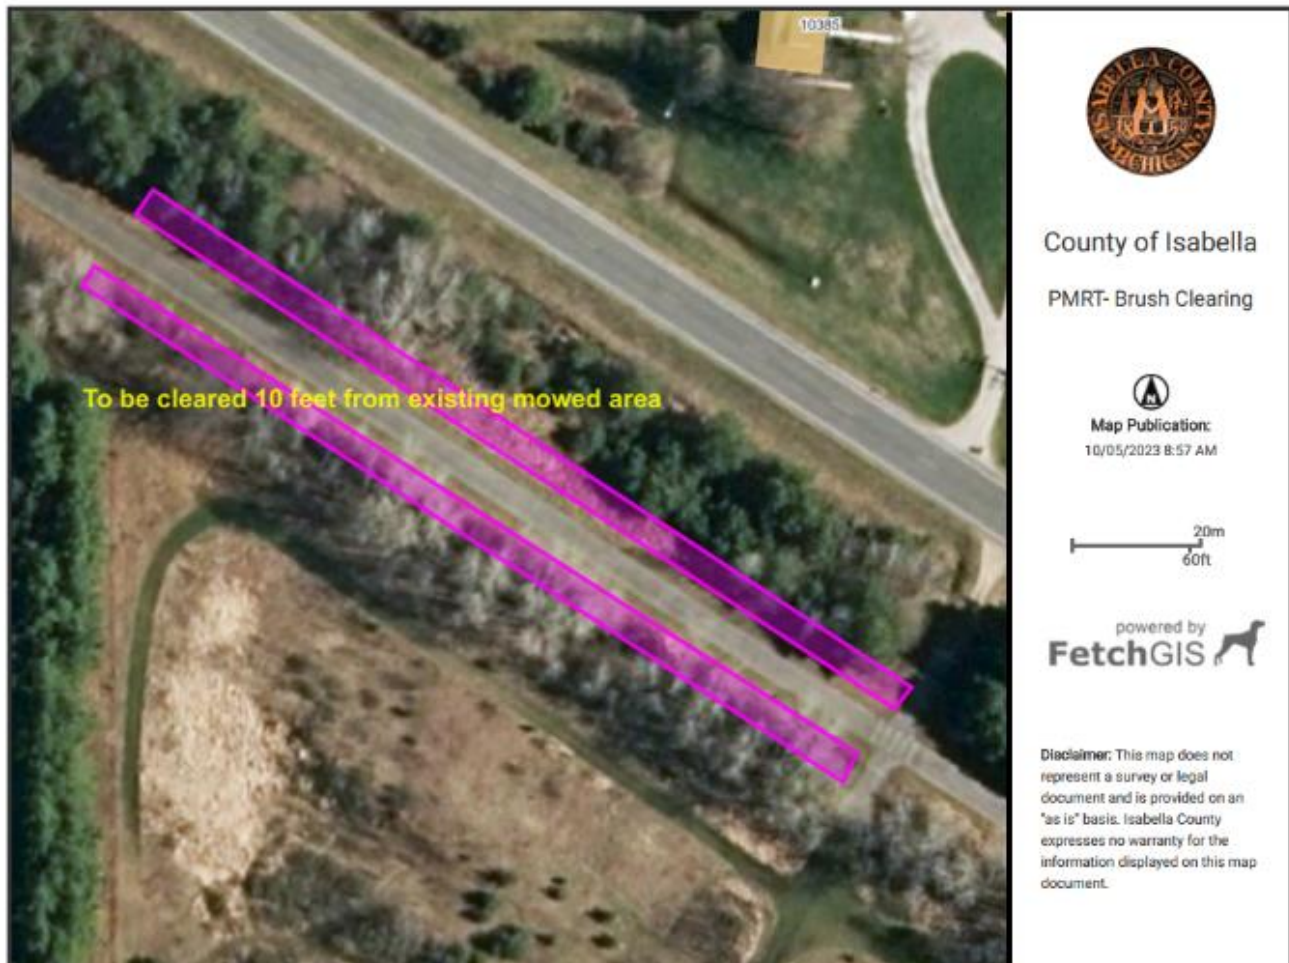 10385
To be cleared 10 feet from existing mowed area
ISABELLA COUNTY
MICHIGAN
County of Isabella
PMRT- Brush Clearing
N
Map Publication:
10/05/2023 8:57 AM
20m
60ft
powered by
FetchGIS
Disclaimer: This map does not
represent a survey or legal
document and is provided on an
"as is" basis. Isabella County
expresses no warranty for the
information displayed on this map
document.